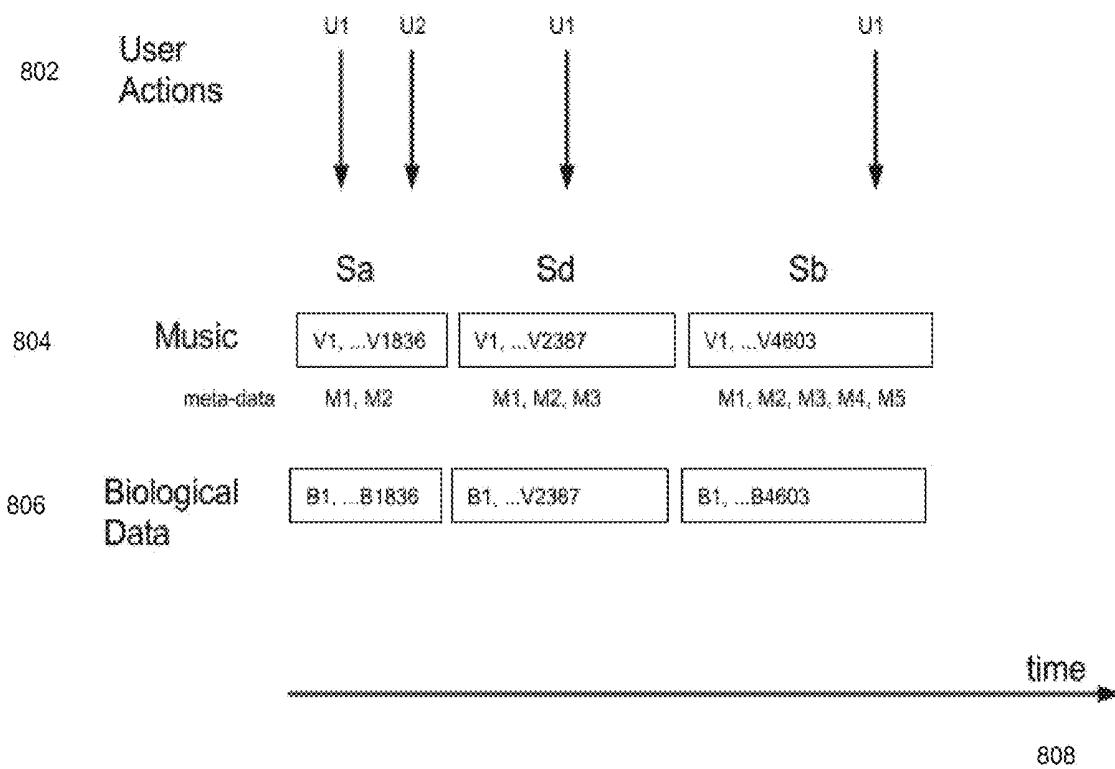 U1 U2 U1 U1
802 User
Actions
Sa Sd Sb
804 Music V1, ...V1836 V1, ...V2367 V1, ...V4603
meta-data M1, M2 M1, M2, M3 M1, M2, M3, M4, M5
806 Biological
Data B1, ...B1836 B1, ...V2367 B1, ...B4603
time
808